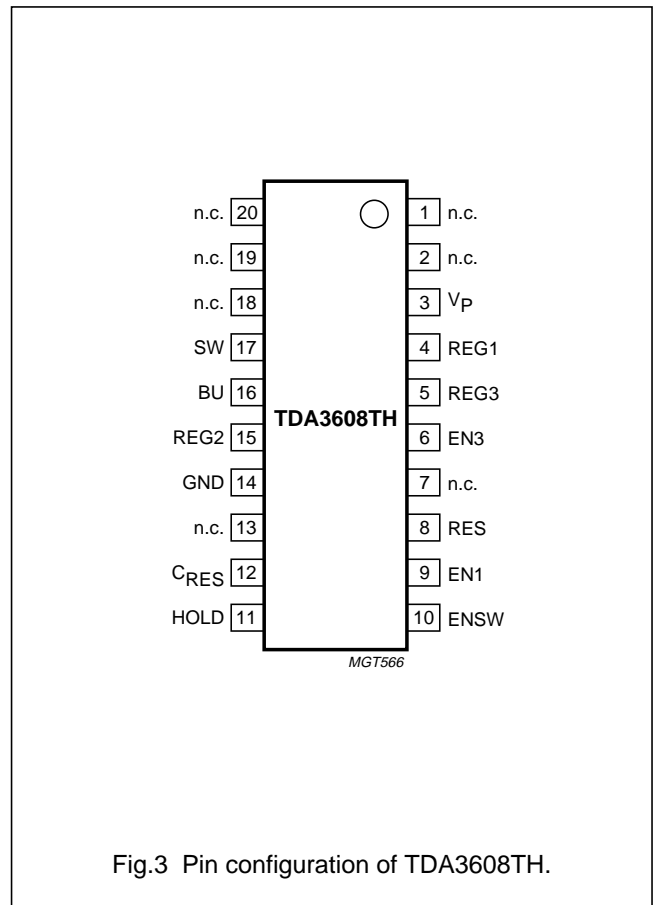 n.c. 20 1 n.c.
n.c. 19 2 n.c.
n.c. 18 3 VP
SW 17 4 REG1
BU 16 5 REG3
TDA3608TH
REG2 15 6 EN3
GND 14 7 n.c.
n.c. 13 8 RES
CRES 12 9 EN1
HOLD 11 10 ENSW
MGT566
Fig.3 Pin configuration of TDA3608TH.